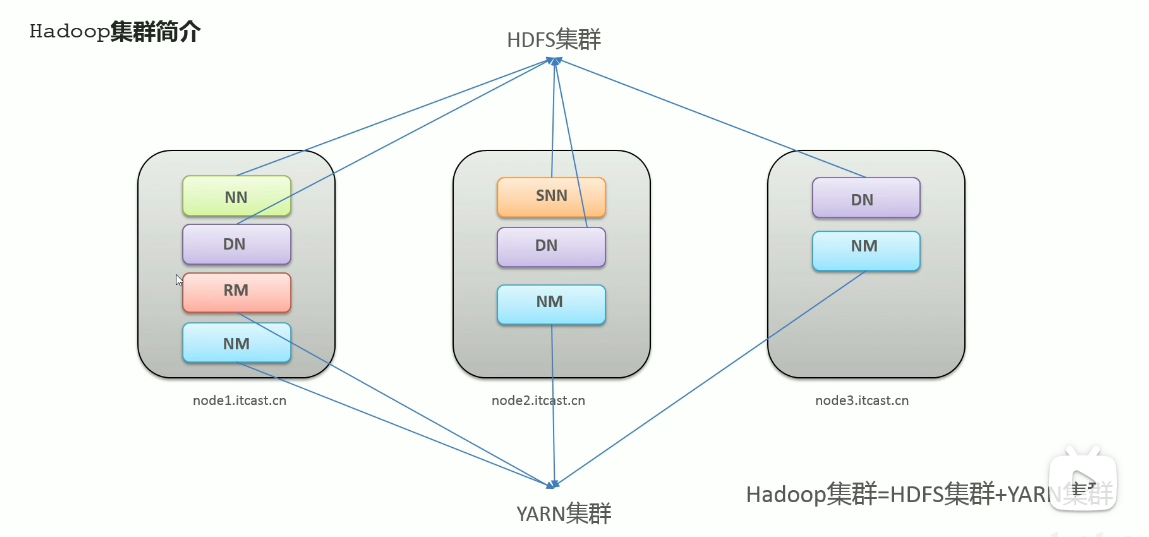 Hadoop集群简介
HDFS集群
NN
DN
RM
NM
node1.itcast.cn
SNN
DN
NM
node2.itcast.cn
DN
NM
node3.itcast.cn
YARN集群
Hadoop集群=HDFS集群+YARN集群